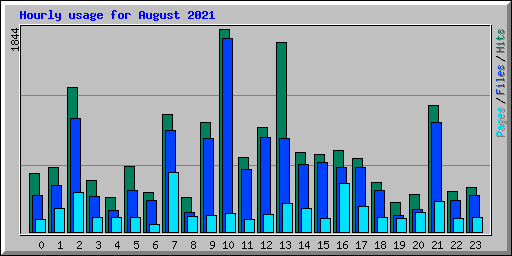 Hourly usage for August 2021
1844
Pages/Files/Hits
0 1 2 3 4 5 6 7 8 9 10 11 12 13 14 15 16 17 18 19 20 21 22 23